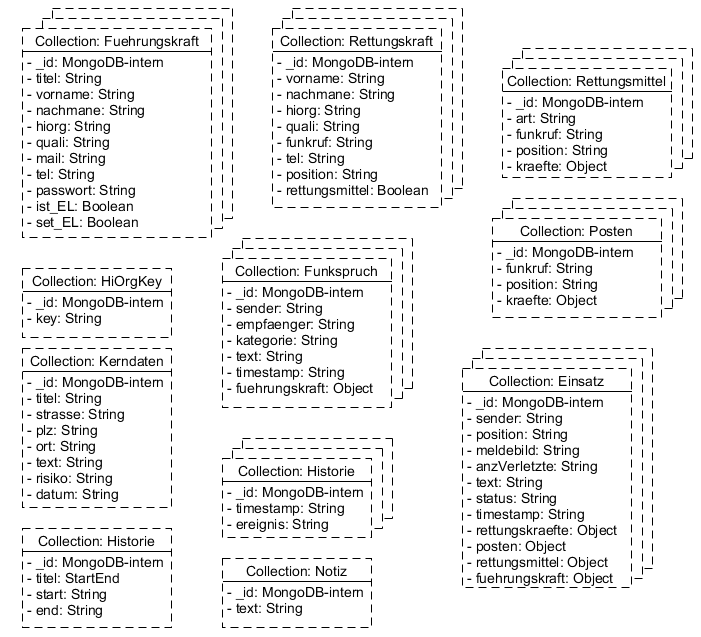 Collection: Fuehrungskraft
- _id: MongoDB-intern
- titel: String
- vorname: String
- nachmane: String
- hiorg: String
- quali: String
- mail: String
- tel: String
- passwort: String
- ist_EL: Boolean
- set_EL: Boolean
Collection: Rettungskraft
- _id: MongoDB-intern
- vorname: String
- nachmane: String
- hiorg: String
- quali: String
- funkruf: String
- tel: String
- position: String
- rettungsmittel: Boolean
Collection: Rettungsmittel
- _id: MongoDB-intern
- art: String
- funkruf: String
- position: String
- kraefte: Object
Collection: Posten
- _id: MongoDB-intern
- funkruf: String
- position: String
- kraefte: Object
Collection: HiOrgKey
- _id: MongoDB-intern
- key: String
Collection: Funkspruch
- _id: MongoDB-intern
- sender: String
- empfaenger: String
- kategorie: String
- text: String
- timestamp: String
- fuehrungskraft: Object
Collection: Kerndaten
- _id: MongoDB-intern
- titel: String
- strasse: String
- plz: String
- ort: String
- text: String
- risiko: String
- datum: String
Collection: Einsatz
- _id: MongoDB-intern
- sender: String
- position: String
- meldebild: String
- anzVerletzte: String
- text: String
- status: String
- timestamp: String
- rettungskraefte: Object
- posten: Object
- rettungsmittel: Object
- fuehrungskraft: Object
Collection: Historie
- _id: MongoDB-intern
- timestamp: String
- ereignis: String
Collection: Historie
- _id: MongoDB-intern
- titel: StartEnd
- start: String
- end: String
Collection: Notiz
- _id: MongoDB-intern
- text: String